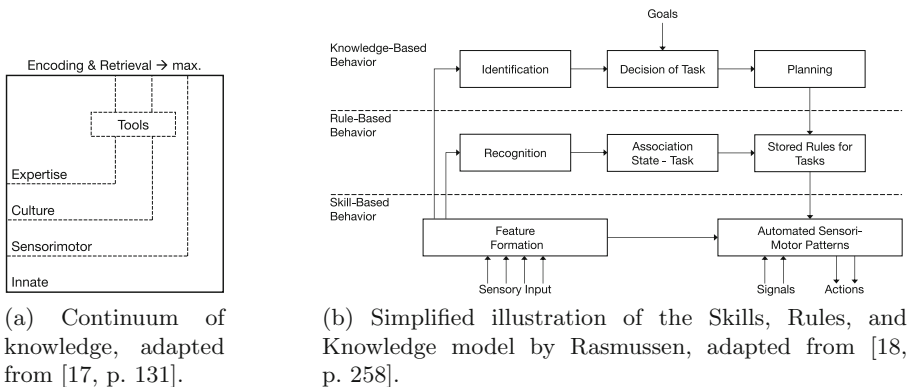 Encoding & Retrieval → max.
Tools
Expertise
Culture
Sensorimotor
Innate
(a) Continuum of
knowledge, adapted
from [17, p. 131].
Goals
Knowledge-Based
Behavior
Identification
Decision of Task
Planning
Rule-Based
Behavior
Recognition
Association
State - Task
Stored Rules for
Tasks
Skill-Based
Behavior
Feature
Formation
Automated Sensori-
Motor Patterns
Sensory Input
Signals
Actions
(b) Simplified illustration of the Skills, Rules, and
Knowledge model by Rasmussen, adapted from [18,
p. 258].